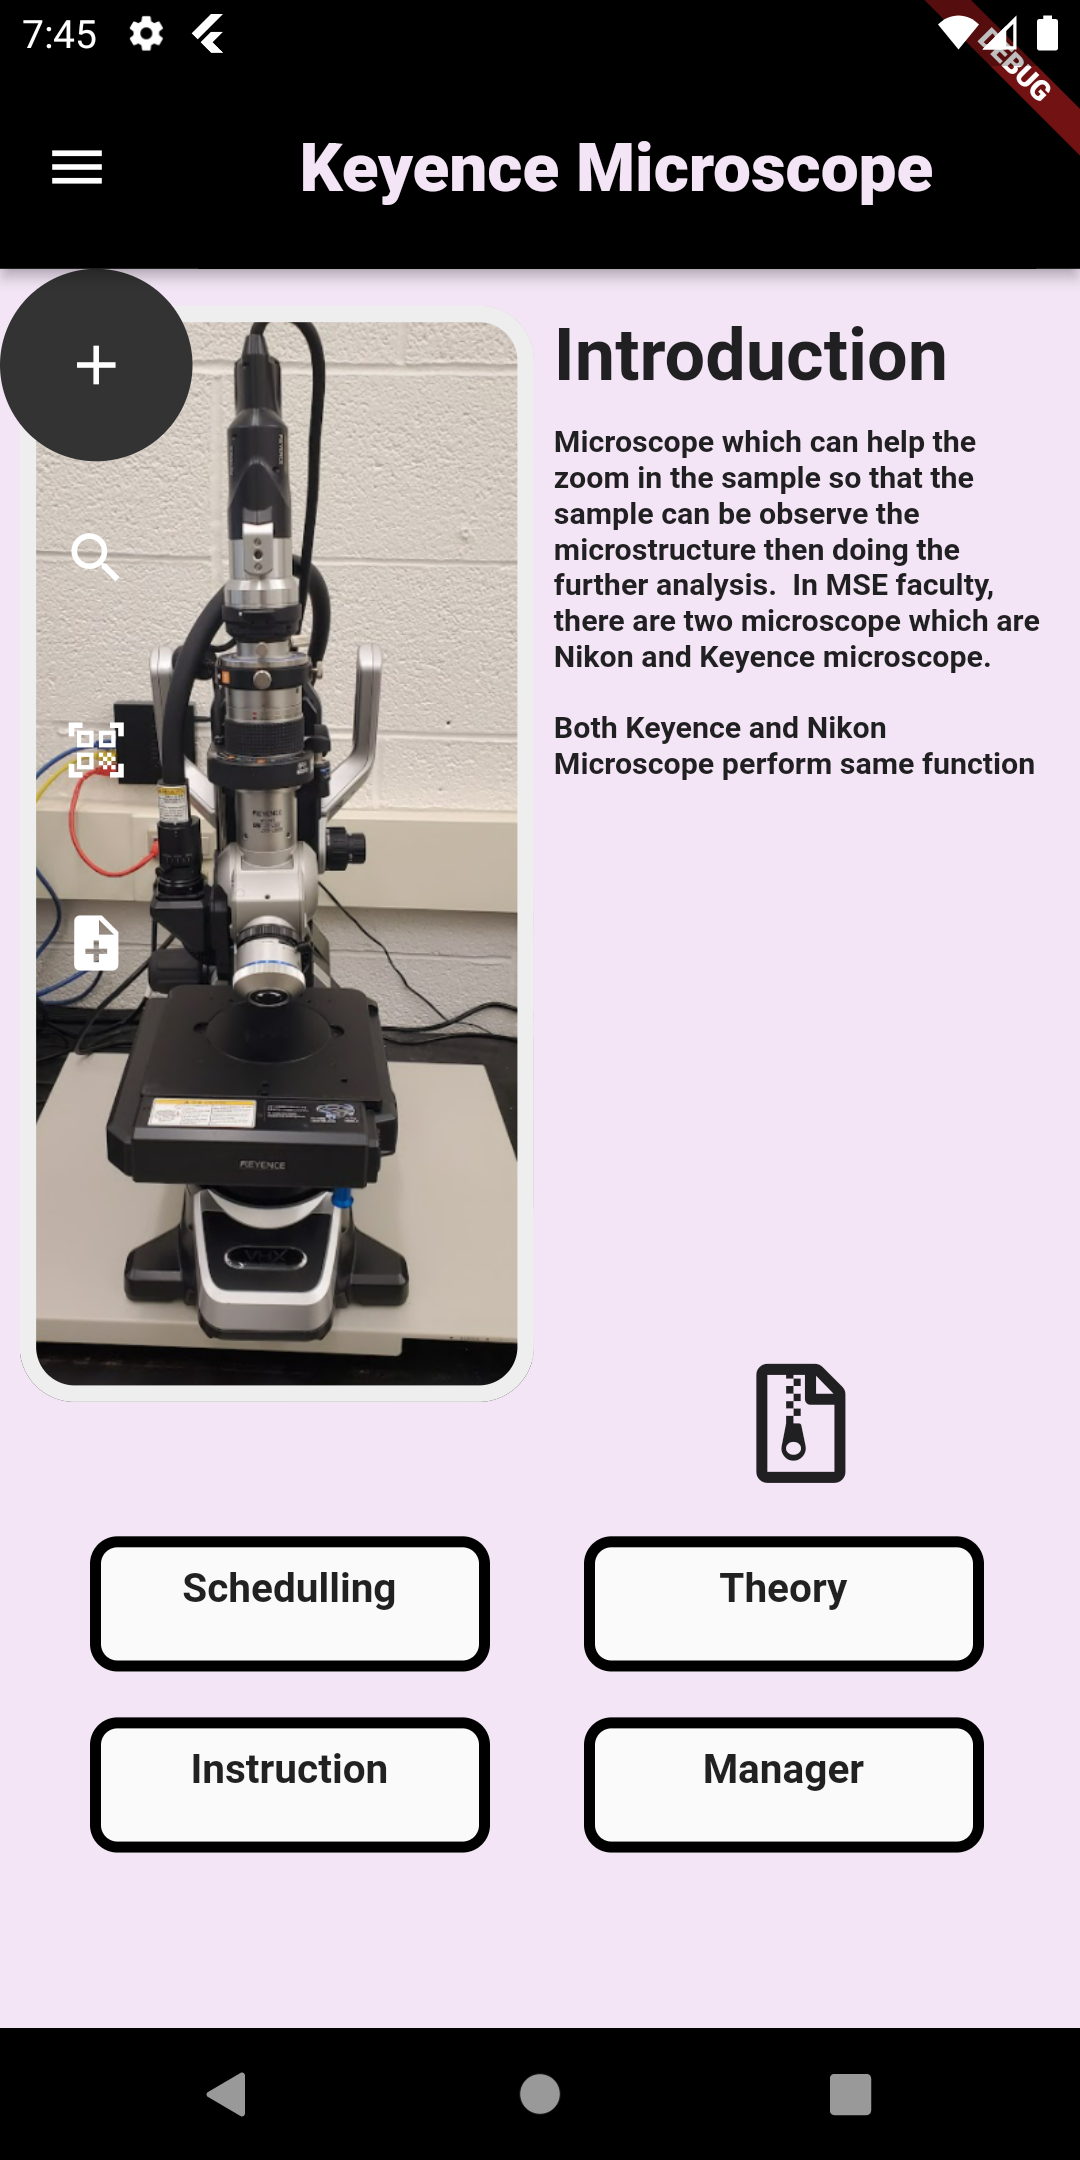 7:45
DEBUG
Keyence Microscope
Introduction
Microscope which can help the
zoom in the sample so that the
sample can be observe the
microstructure then doing the
further analysis.  In MSE faculty,
there are two microscope which are
Nikon and Keyence microscope.
Both Keyence and Nikon
Microscope perform same function
KEYENCE
KEYENCE
VHX
Schedulling
Theory
Instruction
Manager